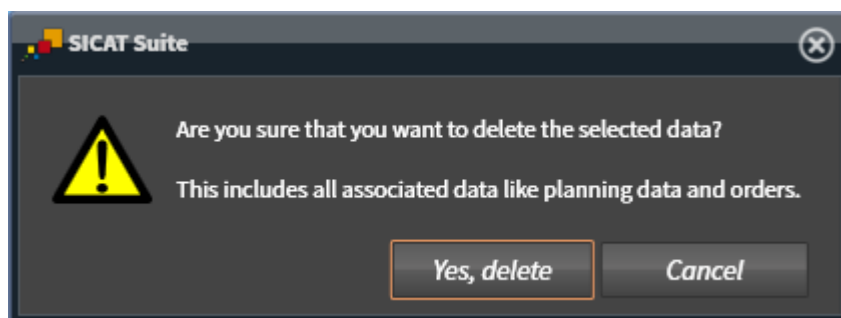 SICAT Suite
Are you sure that you want to delete the selected data?
This includes all associated data like planning data and orders.
Yes, delete
Cancel